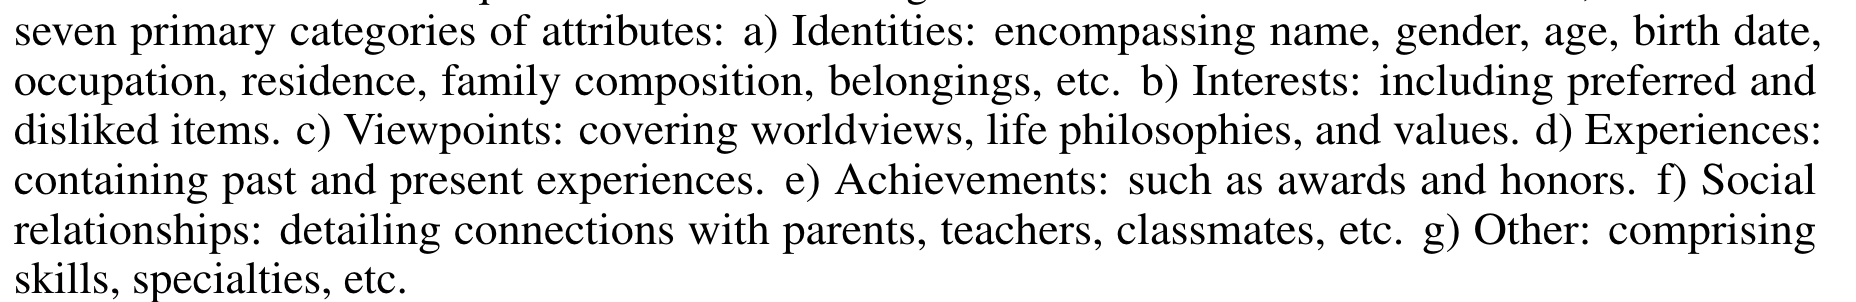 seven primary categories of attributes: a) Identities: encompassing name, gender, age, birth date,
occupation, residence, family composition, belongings, etc. b) Interests: including preferred and
disliked items. c) Viewpoints: covering worldviews, life philosophies, and values. d) Experiences:
containing past and present experiences. e) Achievements: such as awards and honors. f) Social
relationships: detailing connections with parents, teachers, classmates, etc. g) Other: comprising
skills, specialties, etc.